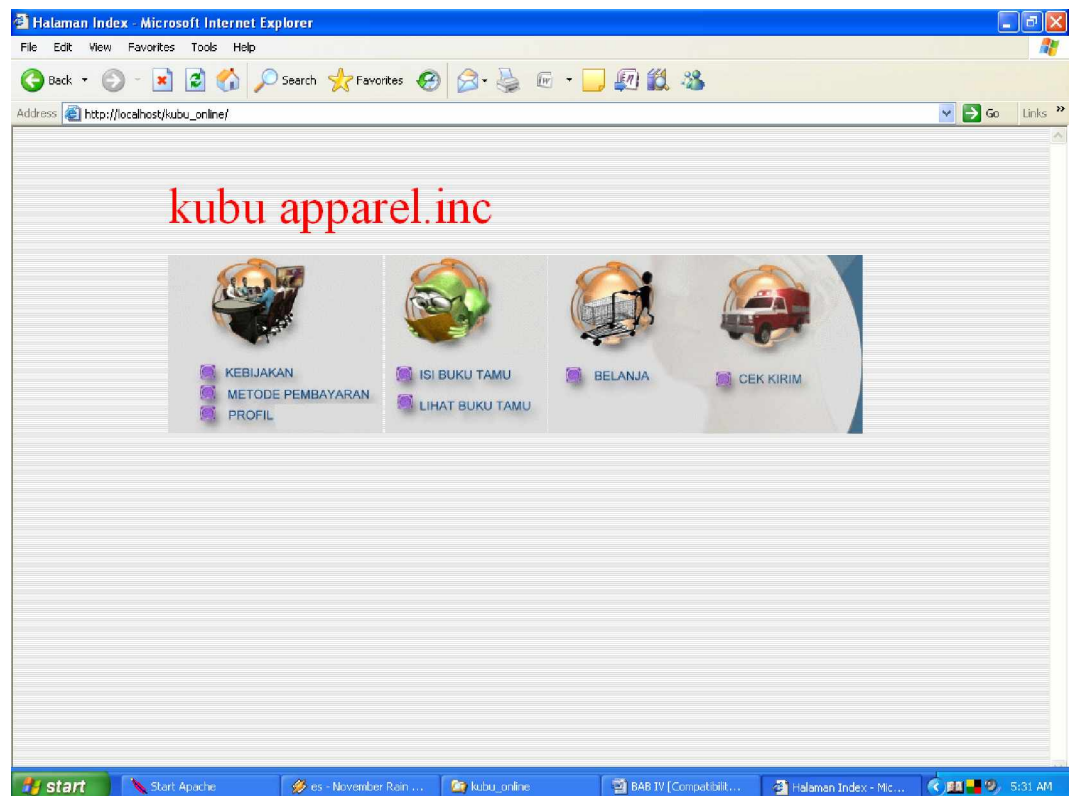 Halaman Index - Microsoft Internet Explorer
File Edit View Favorites Tools Help
Back Search Favorites
Address http://localhost/kubu_online/ Go Links »
kubu apparel.inc
KEBIJAKAN
METODE PEMBAYARAN
PROFIL
ISI BUKU TAMU
LIHAT BUKU TAMU
BELANJA
CEK KIRIM
start Start Apache es - November Rain ... kubu_online BAB IV [Compatibilit... Halaman Index - Mic... 5:31 AM